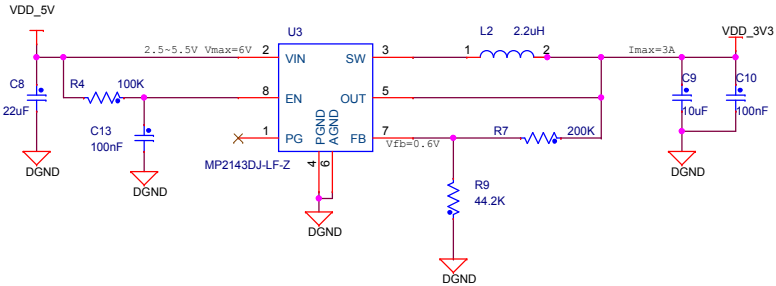 VDD_5V
U3
L2 2.2uH
VDD_3V3
2.5~5.5V Vmax=6V 2 VIN SW 3 1 2 Imax=3A
C8
22uF
R4 100K
8 EN OUT 5
C9
10uF
C10
100nF
C13
100nF
1 PG PGND AGND FB 7
Vfb=0.6V
R7 200K
MP2143DJ-LF-Z
4 6
DGND
DGND
DGND
R9
44.2K
DGND
DGND